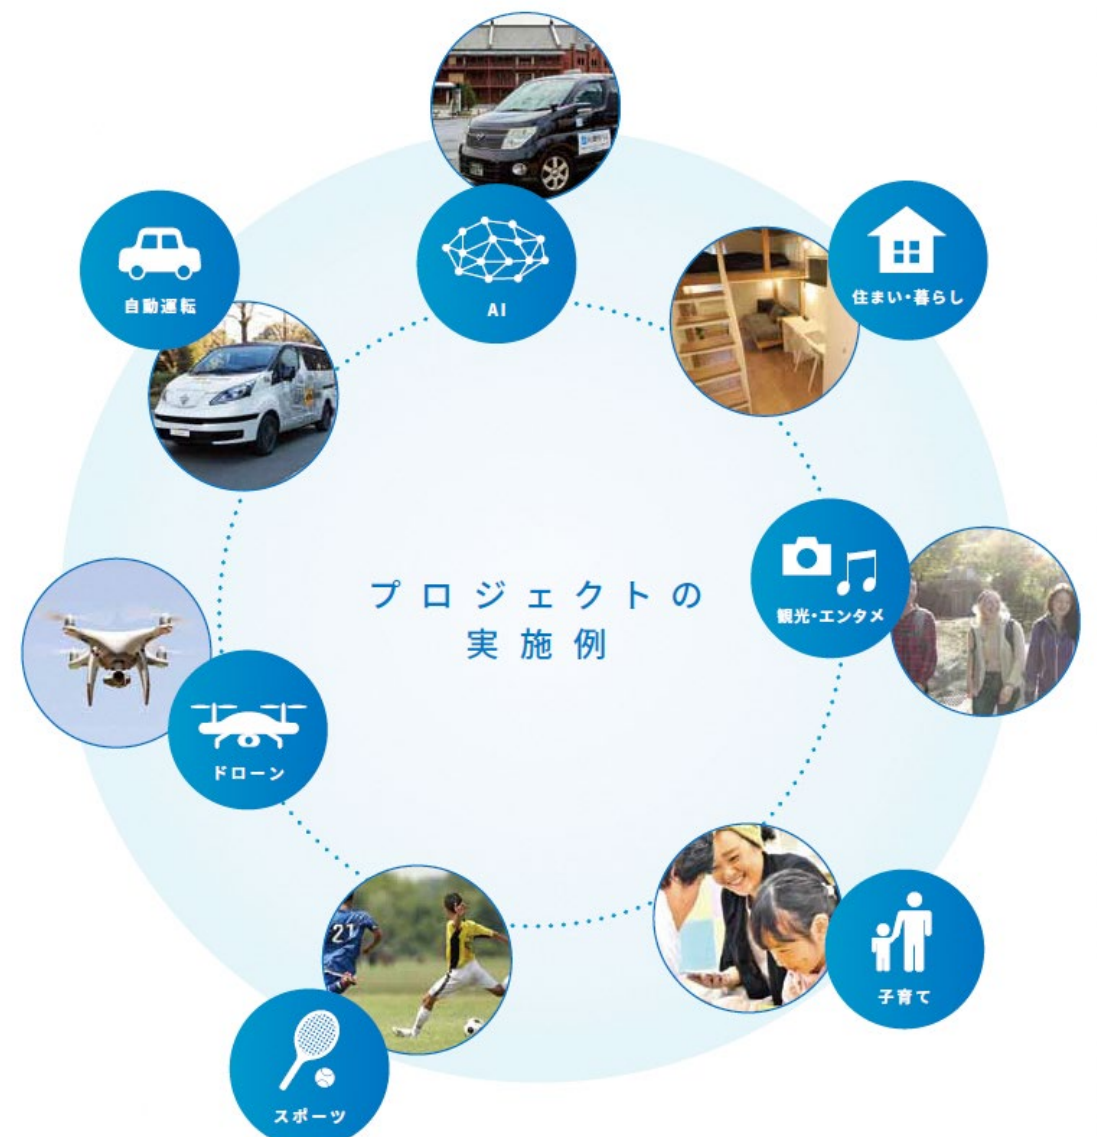 AI
自動運転
住まい・暮らし
プロジェクトの
実施例
観光・エンタメ
ドローン
27
子育て
スポーツ